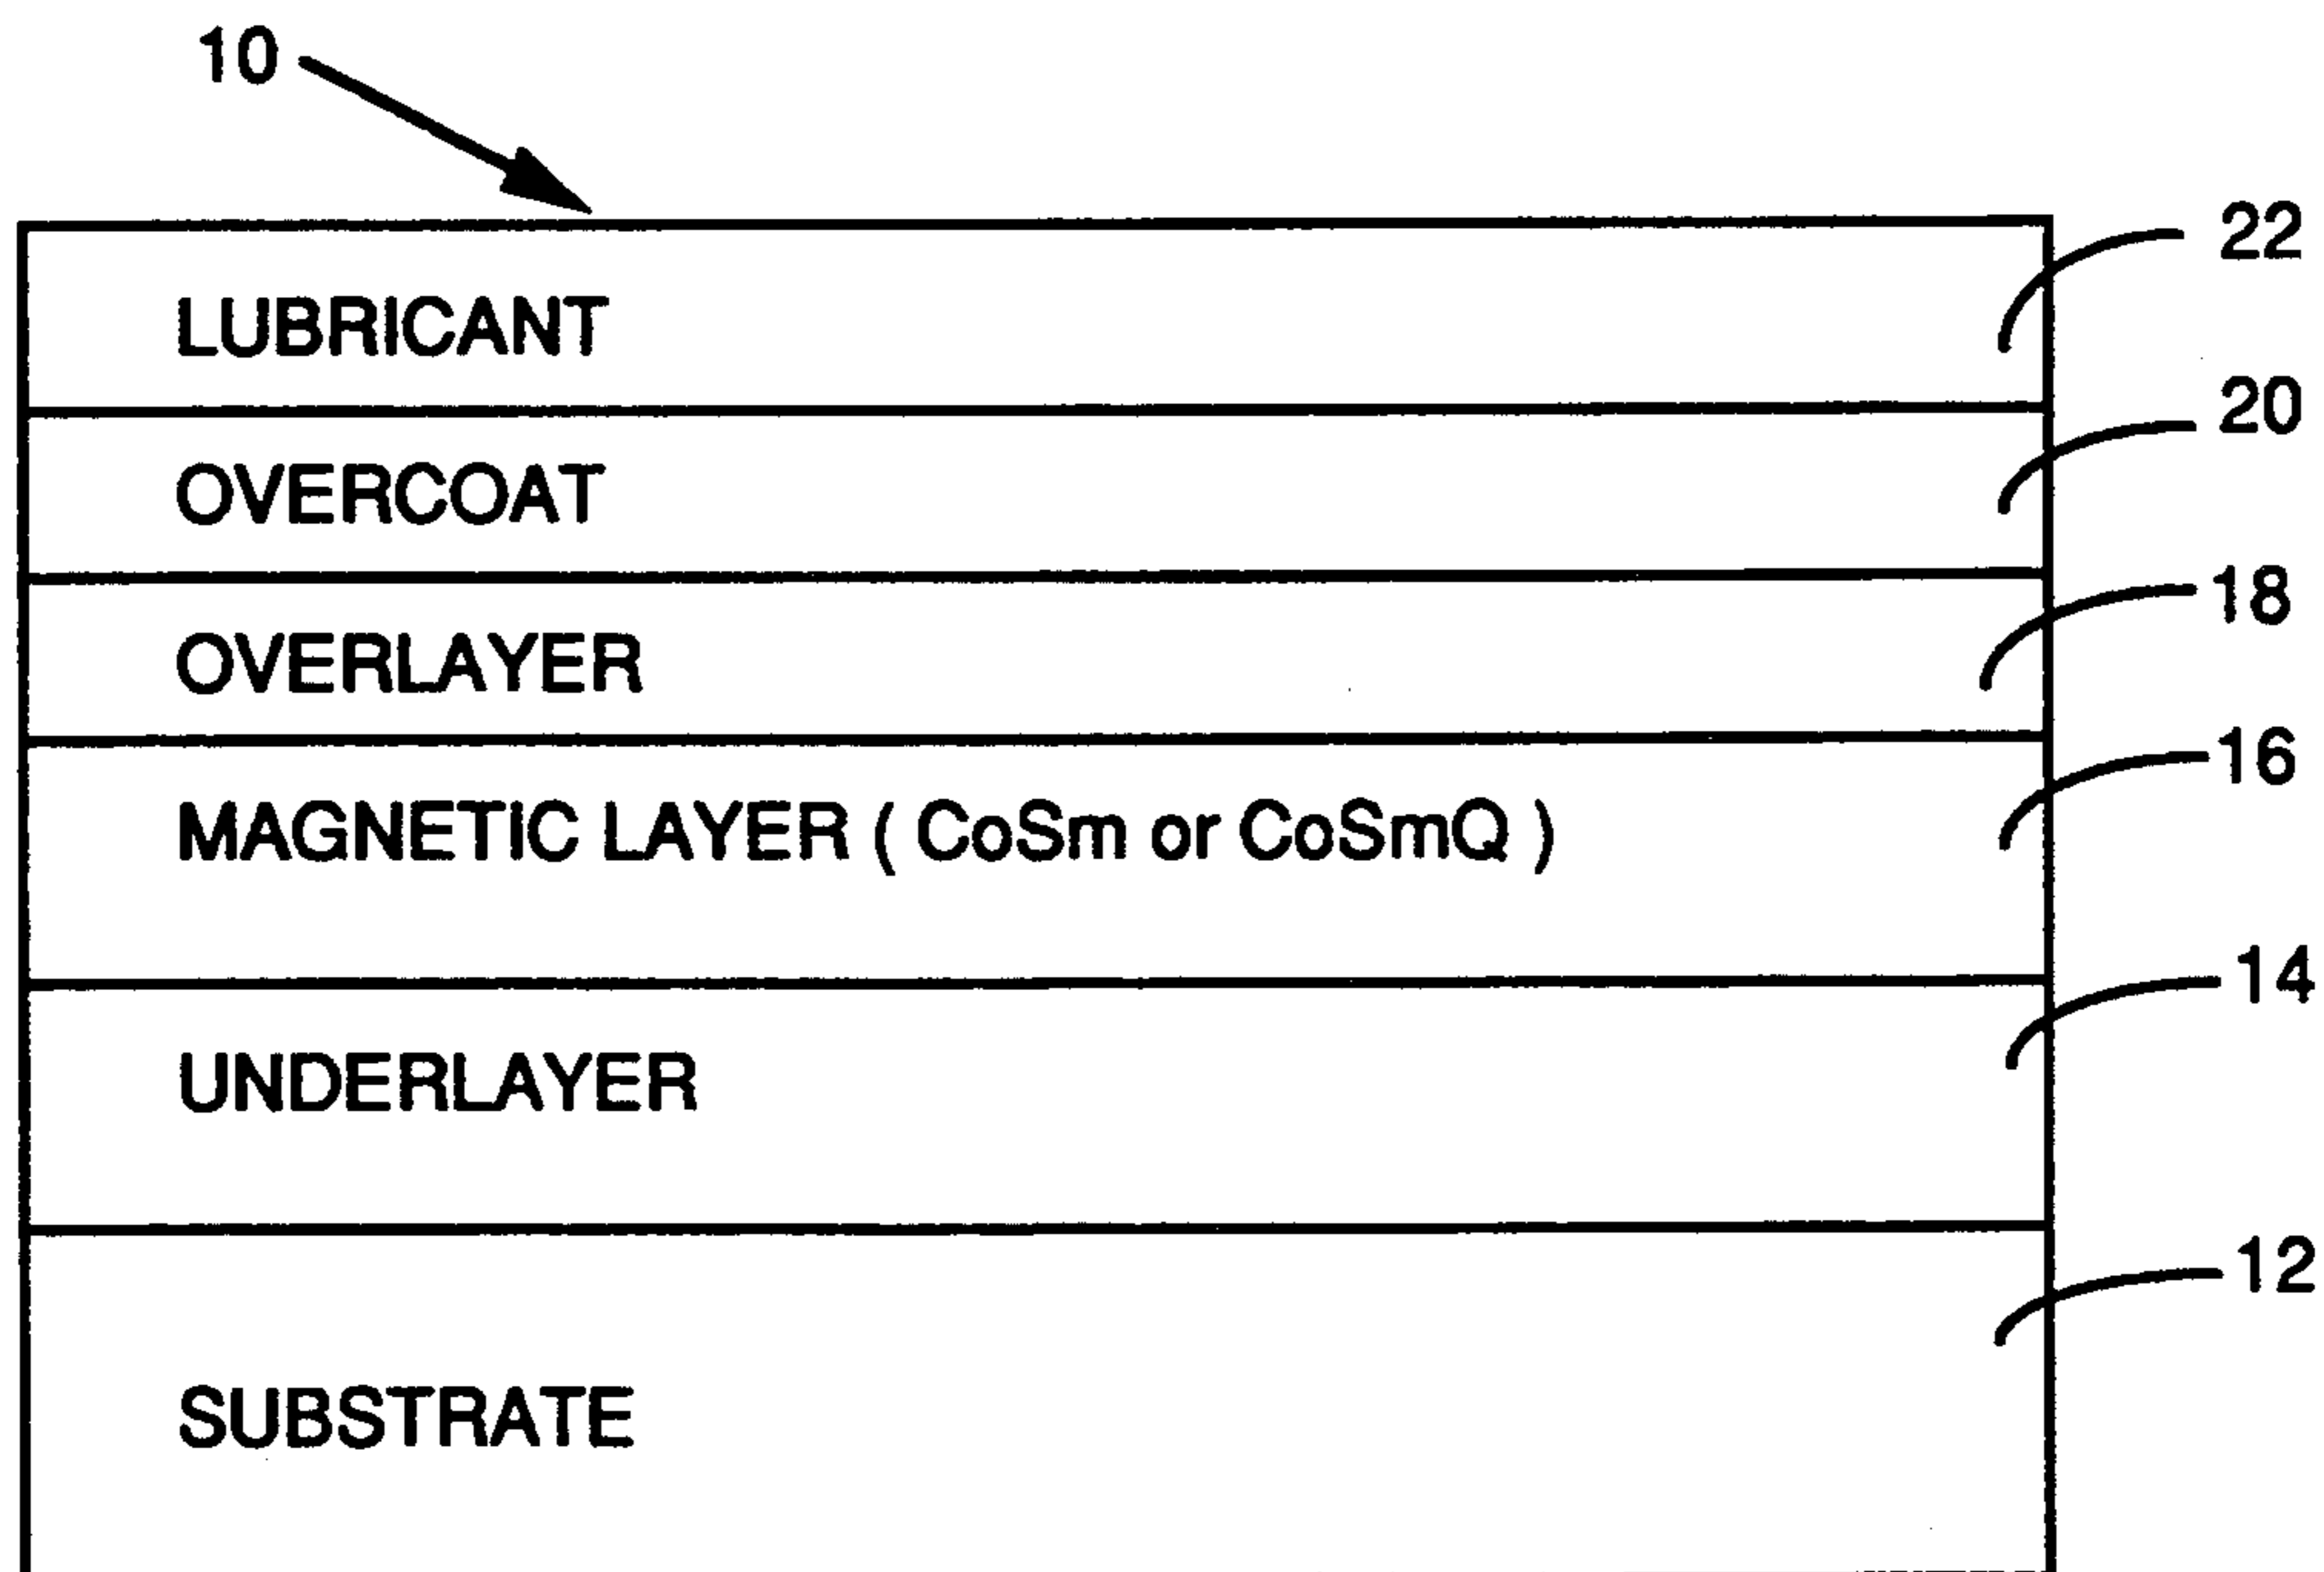 10
22
LUBRICANT
20
OVERCOAT
18
OVERLAYER
16
MAGNETIC LAYER ( CoSm or CoSmQ )
14
UNDERLAYER
12
SUBSTRATE